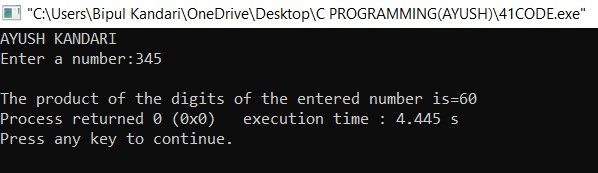 "C:\Users\Bipul Kandari\OneDrive\Desktop\C PROGRAMMING(AYUSH)\41CODE.exe"
AYUSH KANDARI
Enter a number:345
The product of the digits of the entered number is=60
Process returned 0 (0x0)   execution time : 4.445 s
Press any key to continue.